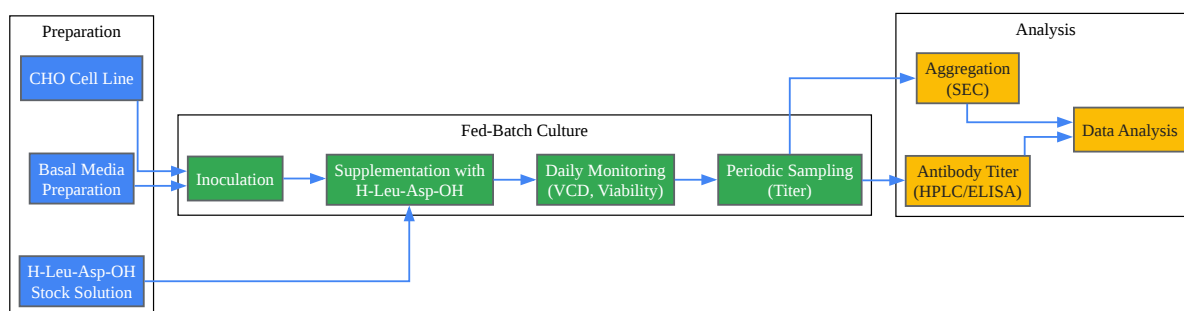 Preparation
CHO Cell Line
Basal Media
Preparation
H-Leu-Asp-OH
Stock Solution
Fed-Batch Culture
Inoculation
Supplementation with
H-Leu-Asp-OH
Daily Monitoring
(VCD, Viability)
Periodic Sampling
(Titer)
Analysis
Aggregation
(SEC)
Antibody Titer
(HPLC/ELISA)
Data Analysis